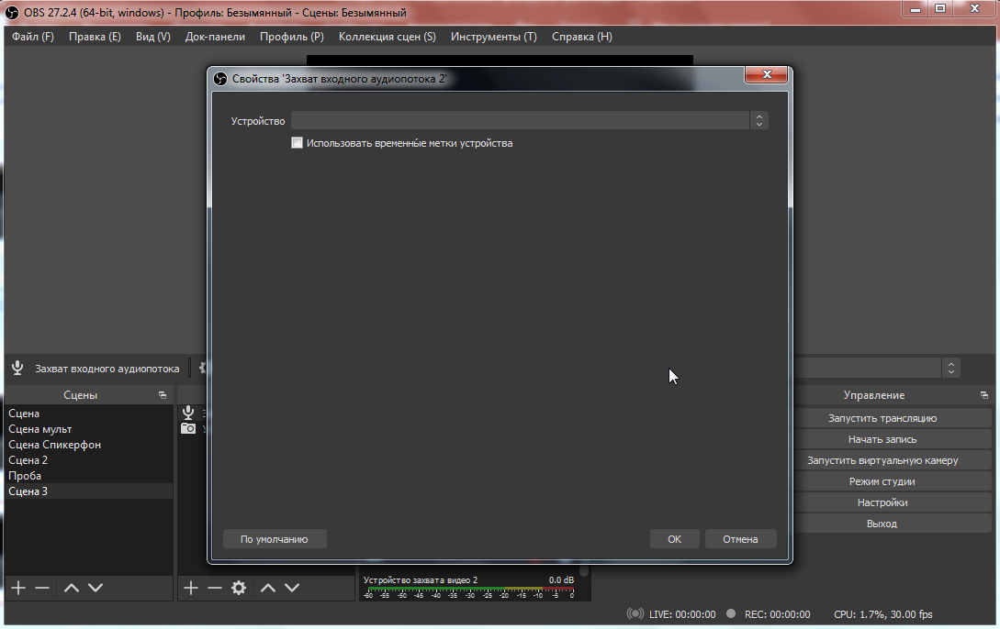 OBS 27.2.4 (64-bit, windows) - Профиль: Безымянный - Сцены: Безымянный
Файл (F) Правка (E) Вид (V) Док-панели Профиль (P) Коллекция сцен (S) Инструменты (T) Справка (H)
Свойства 'Захват входного аудиопотока 2'
Устройство
Использовать временны́е метки устройства
По умолчанию OK Отмена
Захват входного аудиопотока
Сцены
Сцена
Сцена мульт
Сцена Спикерфон
Сцена 2
Проба
Сцена 3
Устройство захвата видео 2 0.0 dB
-60 -55 -50 -45 -40 -35 -30 -25 -20 -15 -10 -5 0
Управление
Запустить трансляцию
Начать запись
Запустить виртуальную камеру
Режим студии
Настройки
Выход
LIVE: 00:00:00 REC: 00:00:00 CPU: 1.7%, 30.00 fps